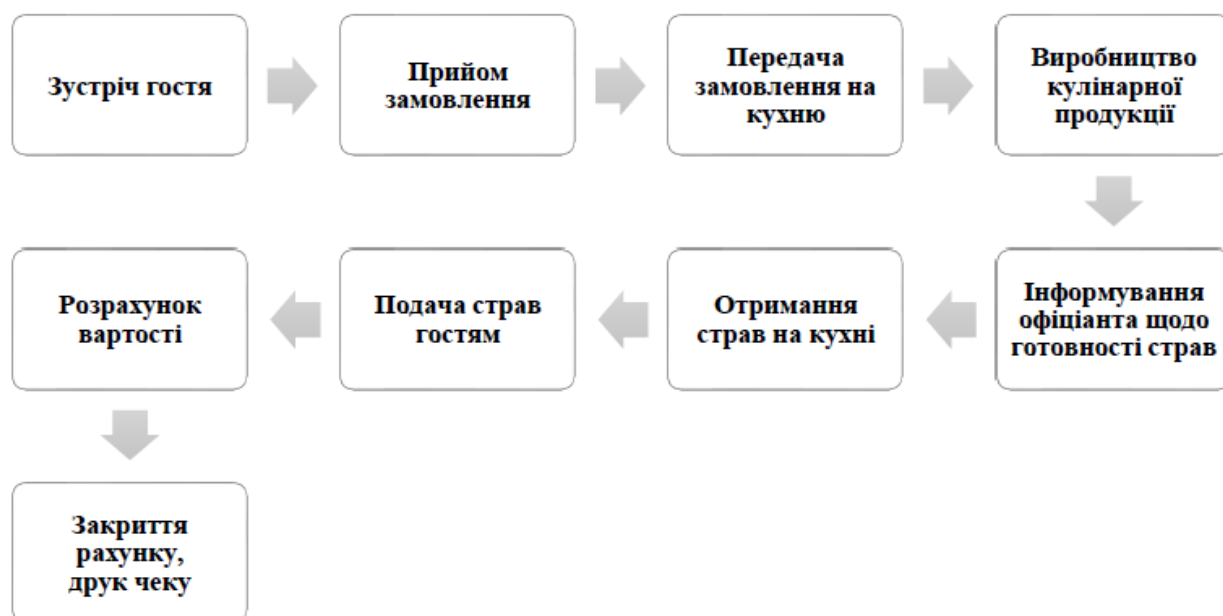 Зустріч гостя
Прийом
замовлення
Передача
замовлення на
кухню
Виробництво
кулінарної
продукції
Інформування
офіціанта щодо
готовності страв
Отримання
страв на кухні
Подача страв
гостям
Розрахунок
вартості
Закриття
рахунку,
друк чеку